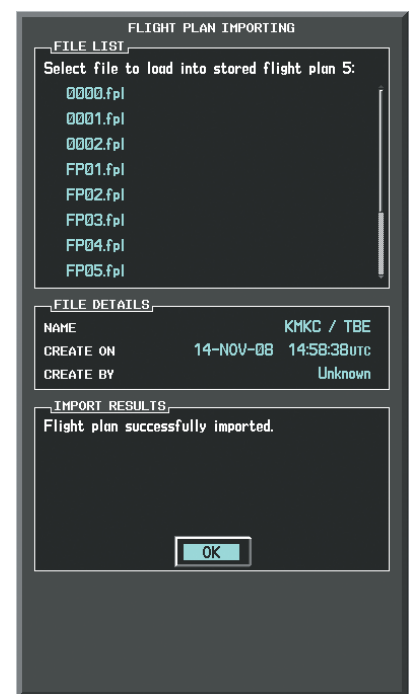 FLIGHT PLAN IMPORTING
FILE LIST
Select file to load into stored flight plan 5:
0000.fpl
0001.fpl
0002.fpl
FP01.fpl
FP02.fpl
FP03.fpl
FP04.fpl
FP05.fpl
FILE DETAILS
NAME KMKC / TBE
CREATE ON 14-NOV-08 14:58:38UTC
CREATE BY Unknown
IMPORT RESULTS
Flight plan successfully imported.
OK